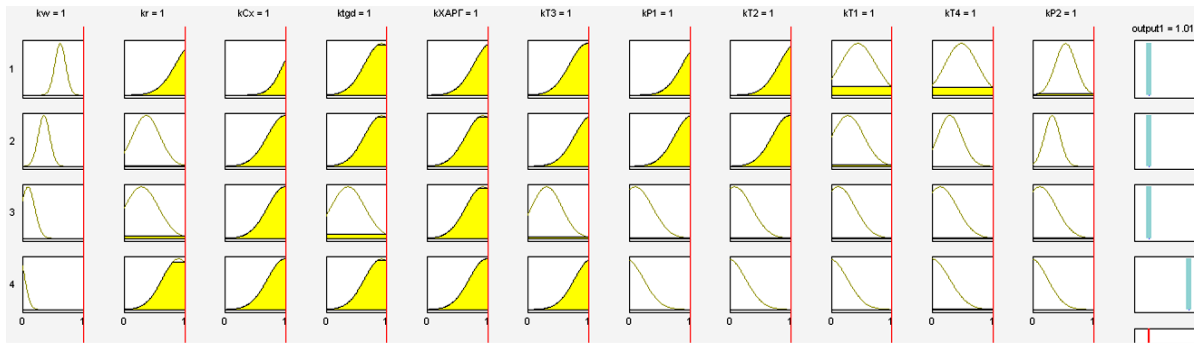 kw = 1 kr = 1 kCx = 1 ktgd = 1 kXAPГ = 1 kT3 = 1 kP1 = 1 kT2 = 1 kT1 = 1 kT4 = 1 kP2 = 1
output1 = 1.01
1
2
3
4
0 1 0 1 0 1 0 1 0 1 0 1 0 1 0 1 0 1 0 1 0 1